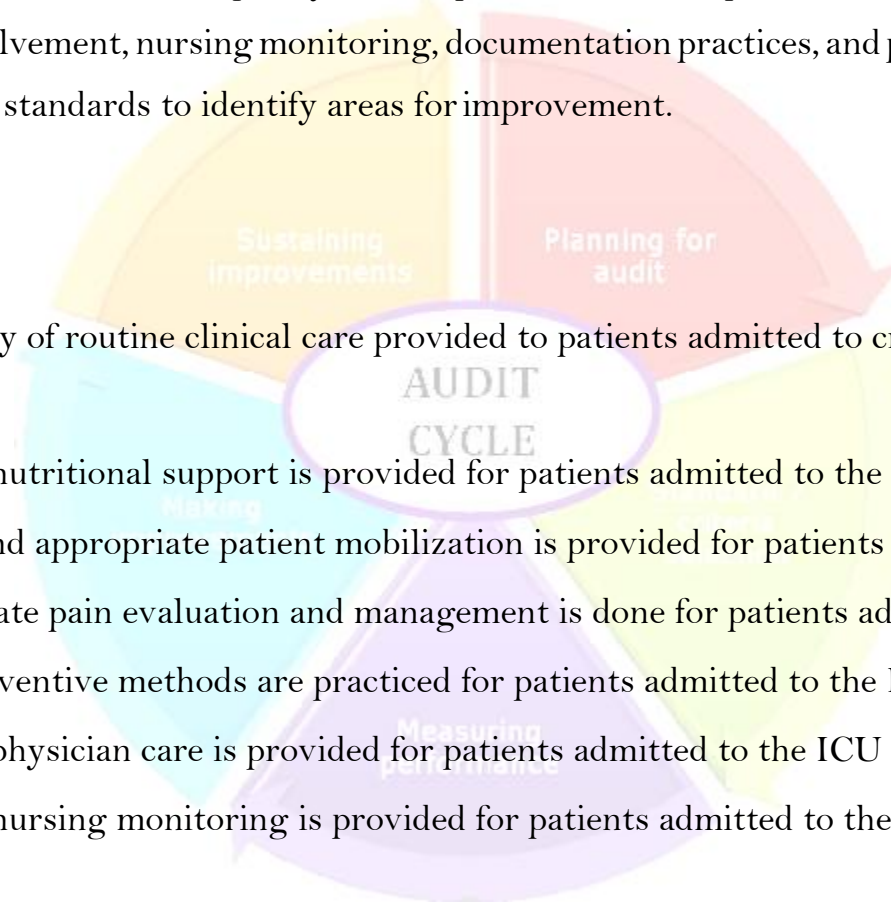 lvement, nursing monitoring, documentation practices, and p
standards to identify areas for improvement.
Sustaining improvements
Planning for audit
y of routine clinical care provided to patients admitted to cr
AUDIT
CYCLE
nutritional support is provided for patients admitted to the
Making
nd appropriate patient mobilization is provided for patients
ate pain evaluation and management is done for patients ad
ventive methods are practiced for patients admitted to the
Measuring
performance
physician care is provided for patients admitted to the ICU
nursing monitoring is provided for patients admitted to the